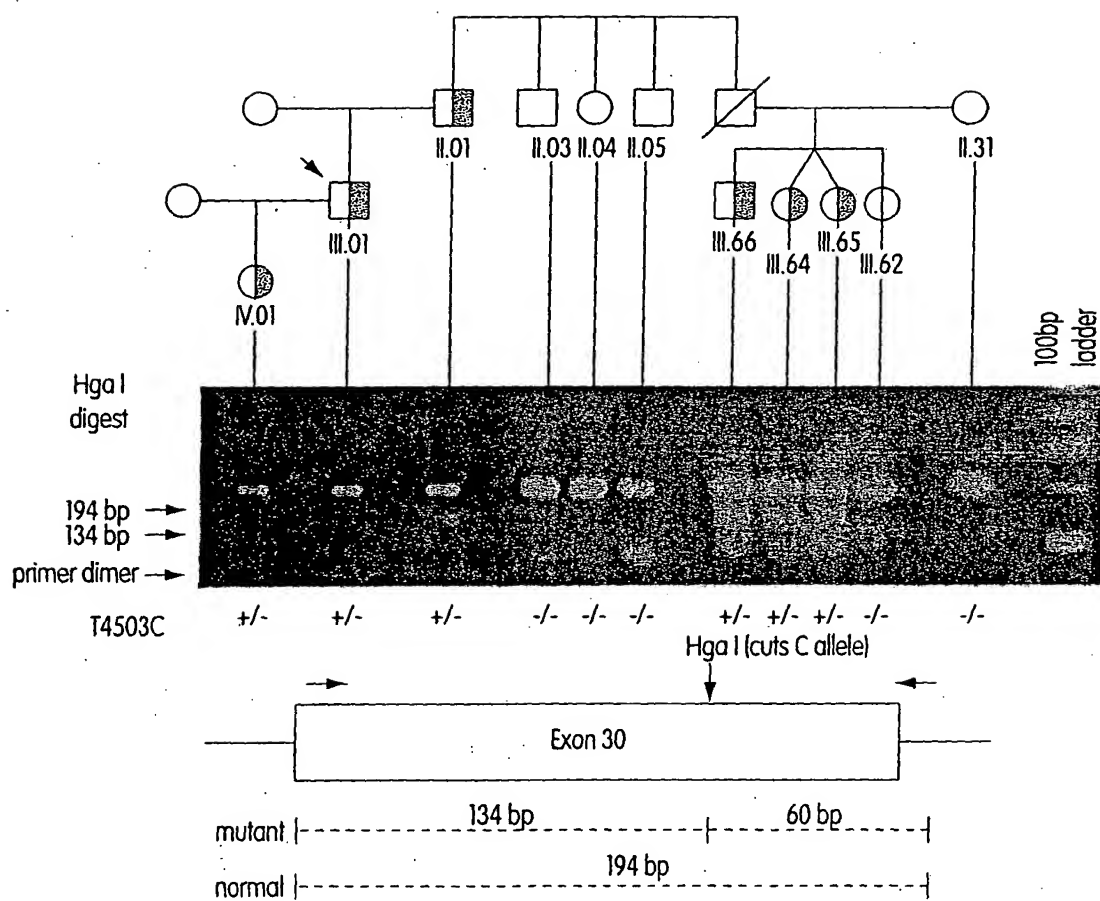 II.01 II.03 II.04 II.05 II.31
III.01 III.66 III.64 III.65 III.62
IV.01
100bp ladder
Hga I
digest
194 bp
134 bp
primer dimer
T4503C +/- +/- +/- -/- -/- -/- +/- +/- +/- -/- -/-
Hga I (cuts C allele)
Exon 30
134 bp 60 bp
mutant
194 bp
normal